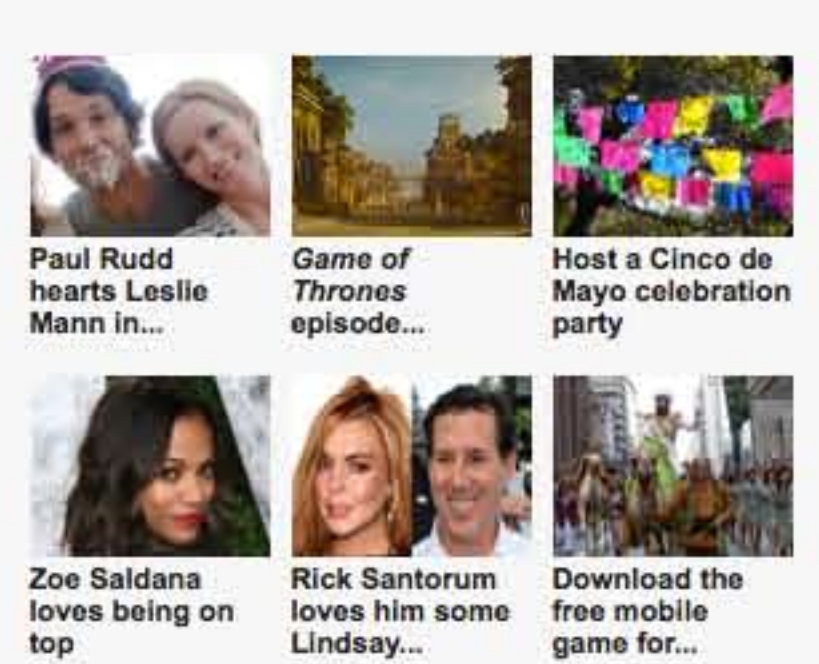 Paul Rudd
hearts Leslie
Mann in...
Game of
Thrones
episode...
Host a Cinco de
Mayo celebration
party
Zoe Saldana
loves being on
top
Rick Santorum
loves him some
Lindsay...
Download the
free mobile
game for...